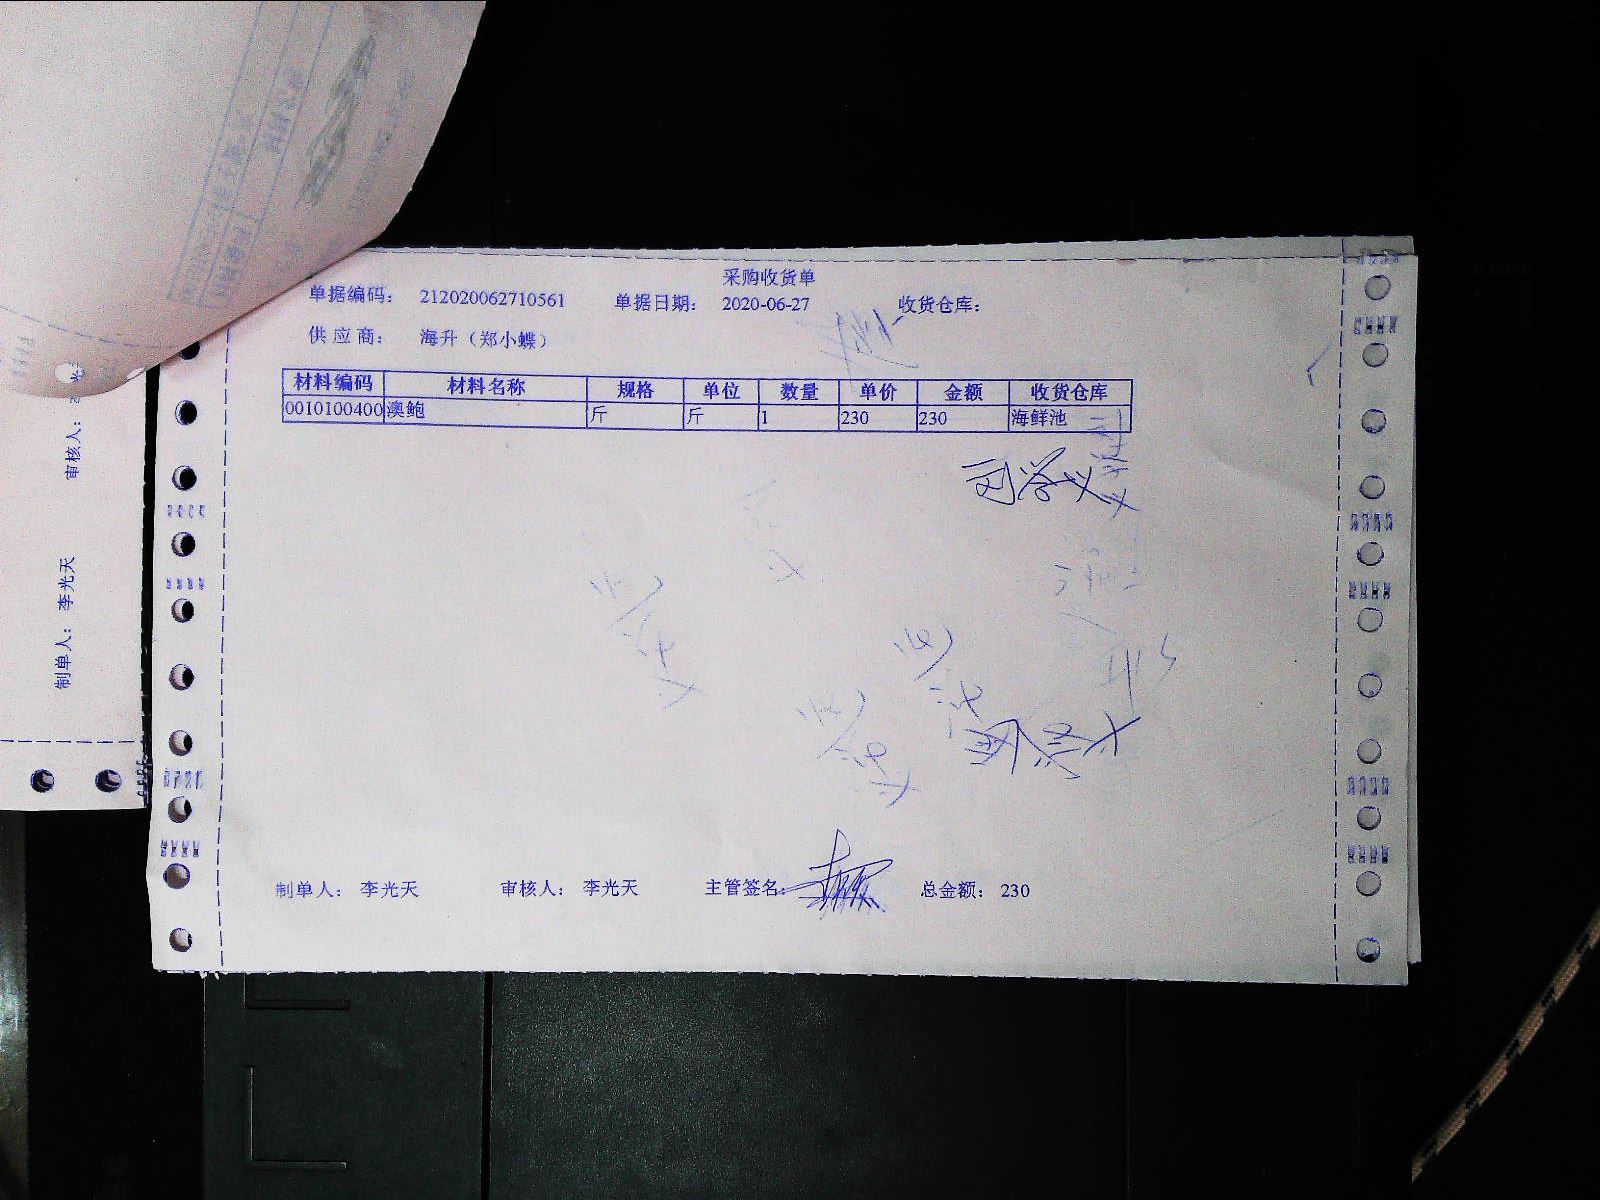 采购收货单
单据编码： 212020062710561 单据日期： 2020-06-27 收货仓库：
供 应 商： 海升（郑小蝶）
材料编码 材料名称 规格 单位 数量 单价 金额 收货仓库
0010100400 澳鲍 斤 斤 1 230 230 海鲜池
制单人： 李光天 审核人： 李光天 主管签名： 总金额： 230
制单人： 李光天 审核人：